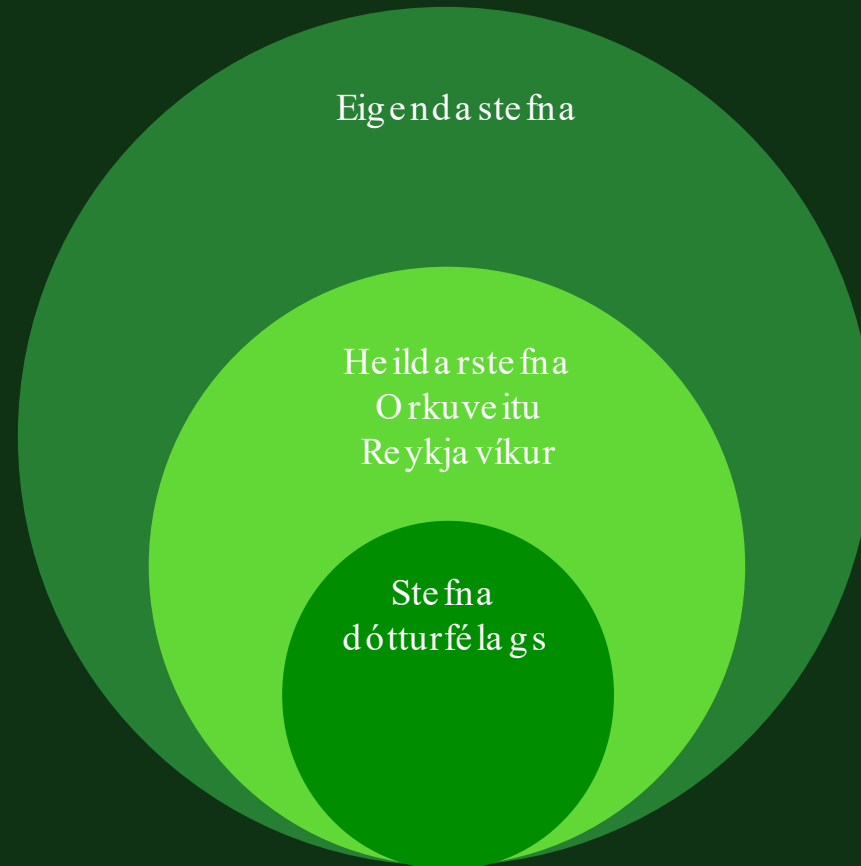 Eigendastefna
Heildarstefna
Orkuveitu
Reykjavíkur
Stefna
dótturfélags